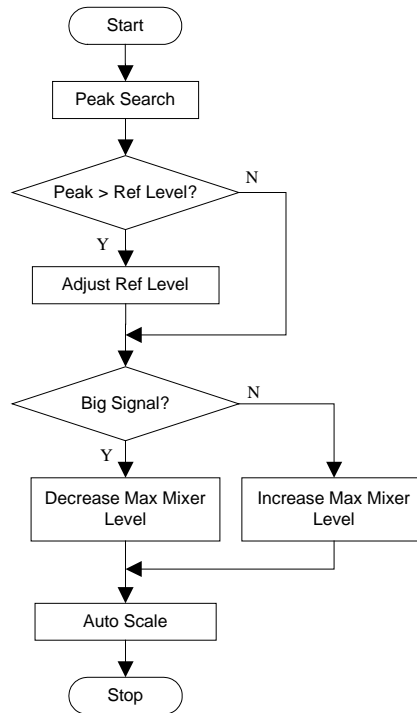 Start
Peak Search
Peak > Ref Level?
N
Y
Adjust Ref Level
Big Signal?
N
Y
Decrease Max Mixer
Level
Increase Max Mixer
Level
Auto Scale
Stop